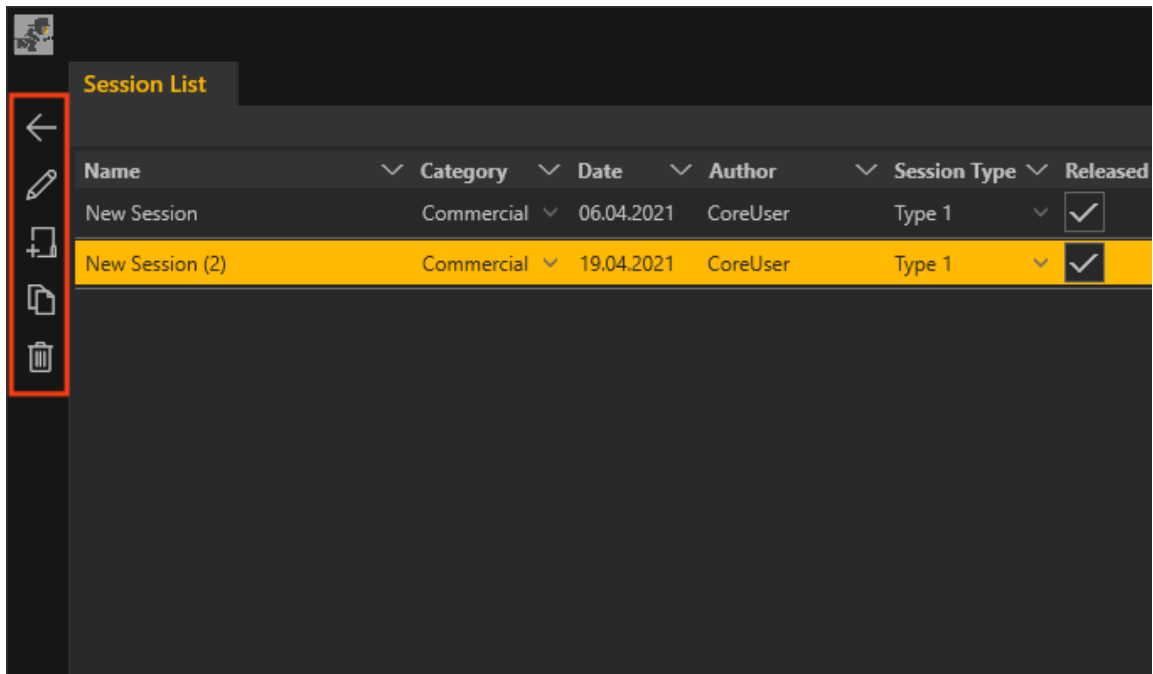 Session List
Name Category Date Author Session Type Released
New Session Commercial 06.04.2021 CoreUser Type 1
New Session (2) Commercial 19.04.2021 CoreUser Type 1